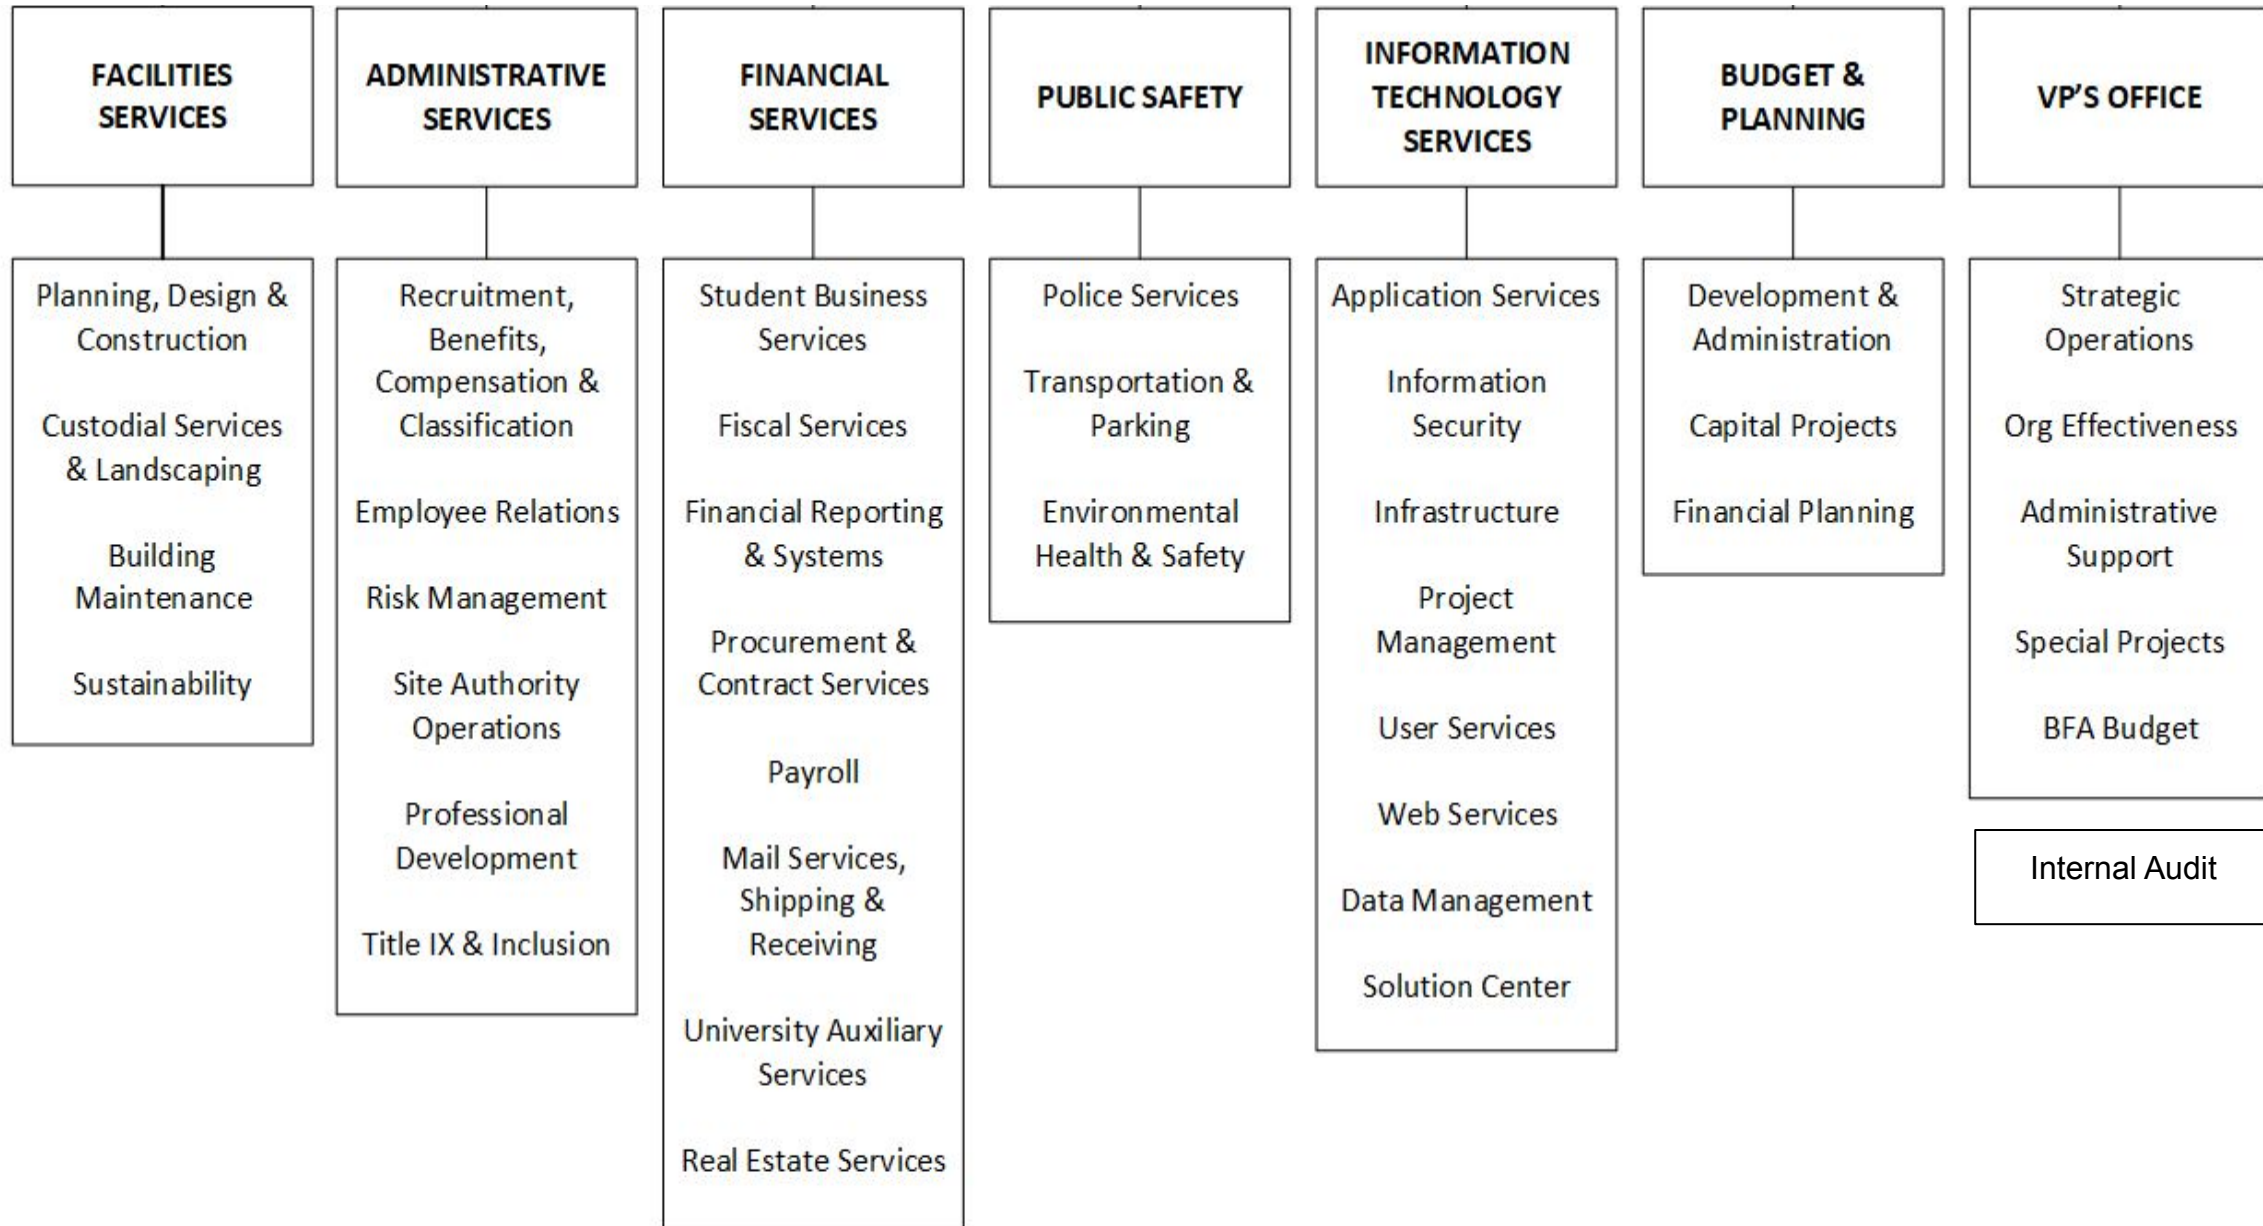 FACILITIES
SERVICES
Planning, Design &
Construction
Custodial Services
& Landscaping
Building
Maintenance
Sustainability
ADMINISTRATIVE
SERVICES
Recruitment,
Benefits,
Compensation &
Classification
Employee Relations
Risk Management
Site Authority
Operations
Professional
Development
Title IX & Inclusion
FINANCIAL
SERVICES
Student Business
Services
Fiscal Services
Financial Reporting
& Systems
Procurement &
Contract Services
Payroll
Mail Services,
Shipping &
Receiving
University Auxiliary
Services
Real Estate Services
PUBLIC SAFETY
Police Services
Transportation &
Parking
Environmental
Health & Safety
INFORMATION
TECHNOLOGY
SERVICES
Application Services
Information
Security
Infrastructure
Project
Management
User Services
Web Services
Data Management
Solution Center
BUDGET &
PLANNING
Development &
Administration
Capital Projects
Financial Planning
VP’S OFFICE
Strategic
Operations
Org Effectiveness
Administrative
Support
Special Projects
BFA Budget
Internal Audit